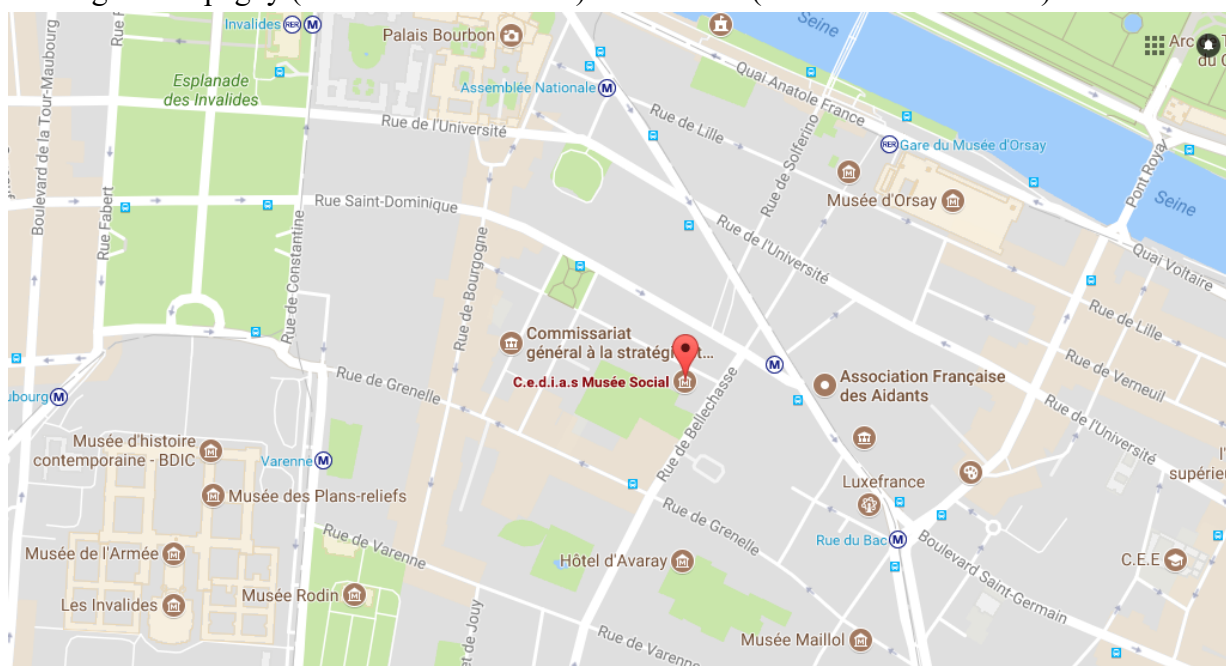 Invalides RER M
Palais Bourbon
Seine
Arc
du C
Esplanade
des Invalides
Assemblée Nationale M
Quai Anatole France
Boulevard de la Tour-Maubourg
Rue de l'Université
Rue de Lille
Rue de Solferino
RER Gare du Musée d'Orsay
Pont Royal
Musée d'Orsay
Seine
Rue Fabert
Rue Saint-Dominique
Rue de l'Université
Quai Voltaire
Rue de Constantine
Rue de Bourgogne
Rue de Lille
Commissariat
général à la stratégi
t...
C.e.d.i.a.s Musée Social
M
Association Française
des Aidants
Rue de Verneuil
Rue de Grenelle
Rue de Bellechasse
Rue de l'Université
ubourg M
Musée d'histoire
contemporaine - BDIC
Varenne M
l'
supérieu
Musée des Plans-reliefs
Luxefrance
Rue de Grenelle
Rue de Varenne
Rue du Bac M
Boulevard Saint-Germain
Musée de l'Armée
Hôtel d'Avaray
C.E.E
Les Invalides
Musée Rodin
et de Jouy
Rue de Varenne
Musée Maillol